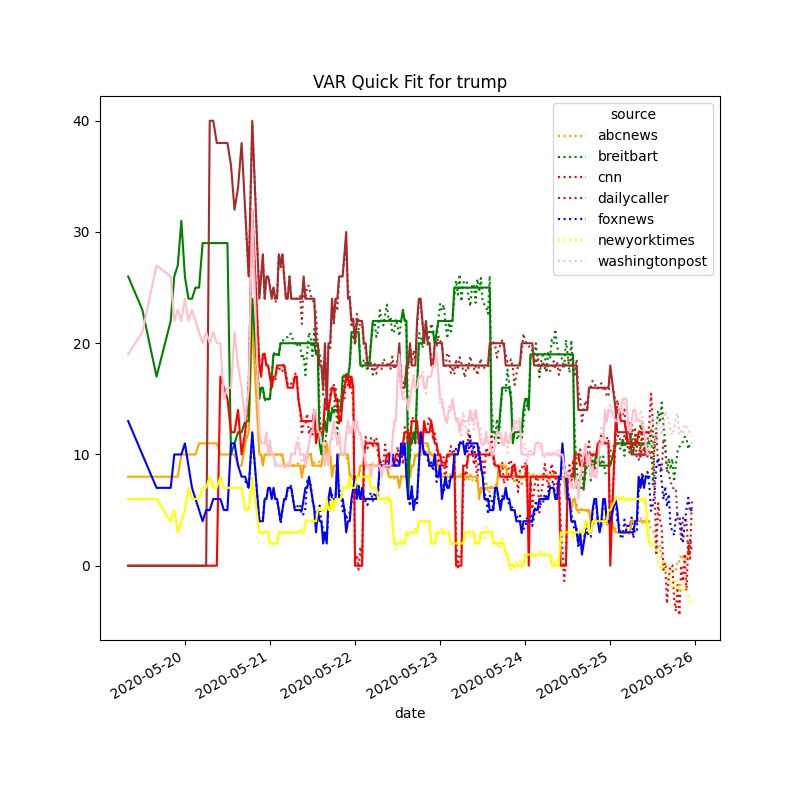 VAR Quick Fit for trump
source
abcnews
breitbart
cnn
dailycaller
foxnews
newyorktimes
washingtonpost
40
30
20
10
0
2020-05-20
2020-05-21
2020-05-22
2020-05-23
2020-05-24
2020-05-25
2020-05-26
date